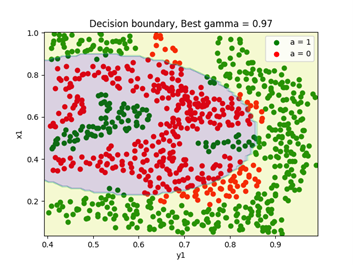 Decision boundary, Best gamma = 0.97
1.0
0.8
0.6
0.4
0.2
x1
a = 1
a = 0
0.4 0.5 0.6 0.7 0.8 0.9
y1